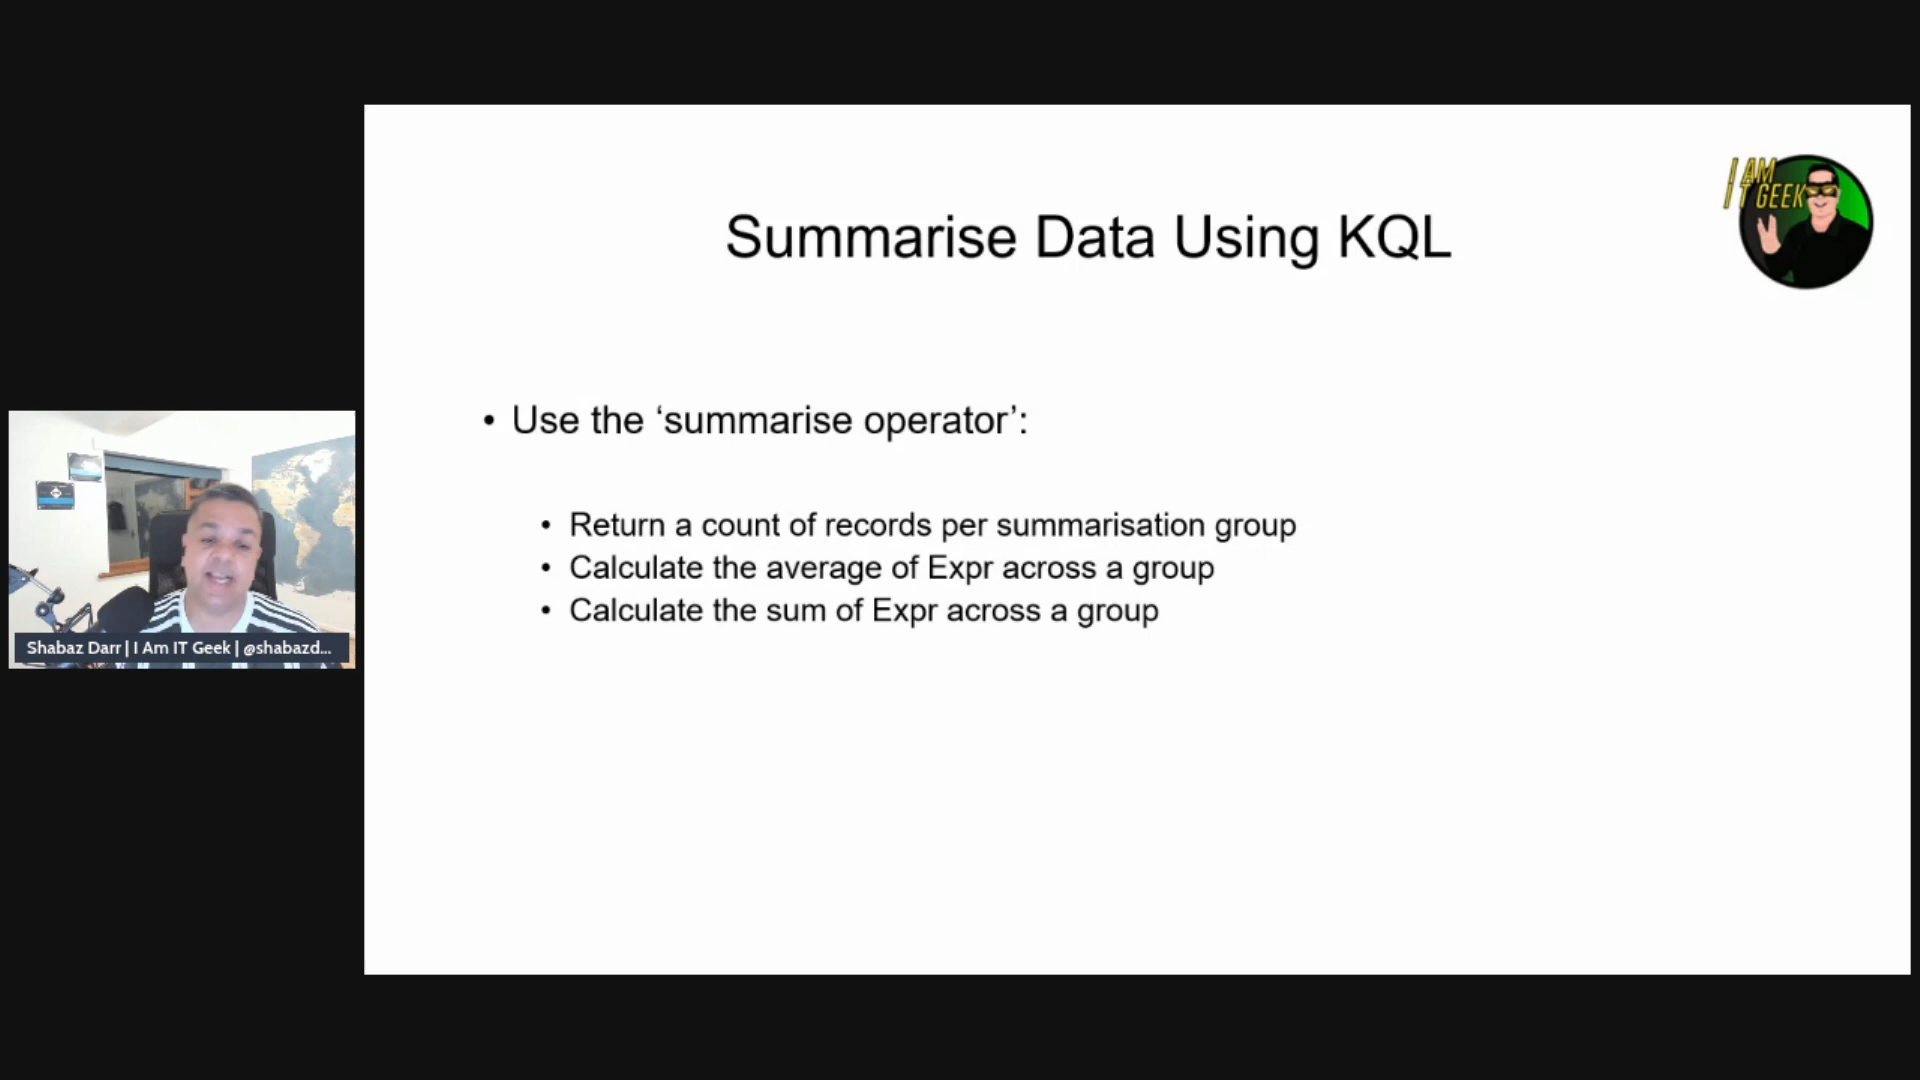 I AM
IT GEEK
Summarise Data Using KQL
• Use the ‘summarise operator’:
• Return a count of records per summarisation group
• Calculate the average of Expr across a group
• Calculate the sum of Expr across a group
Shabaz Darr | I Am IT Geek | @shabazd...